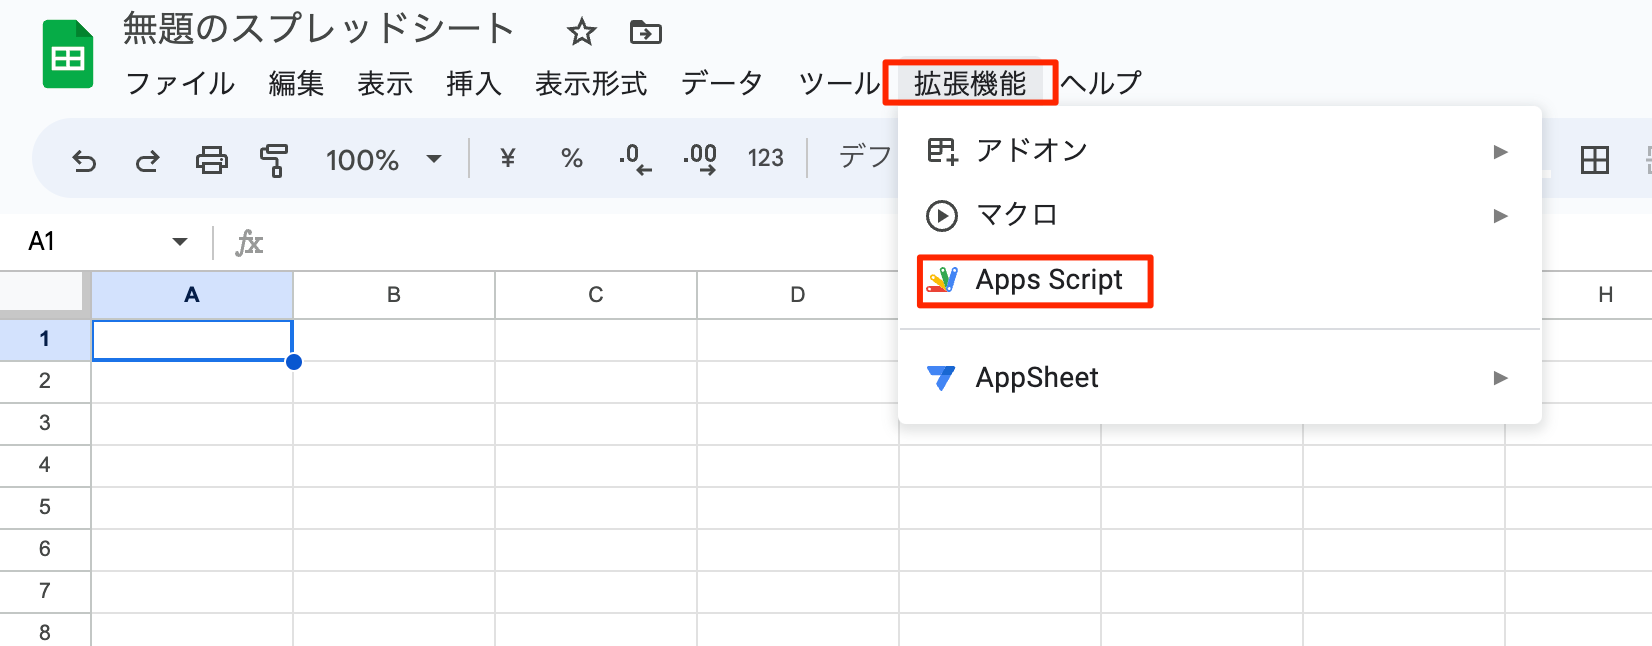 無題のスプレッドシート
ファイル 編集 表示 挿入 表示形式 データ ツール 拡張機能 ヘルプ
100% ¥ % .0 .00 123 デフ
アドオン
マクロ
Apps Script
AppSheet
A1 fx
A B C D H
1
2
3
4
5
6
7
8